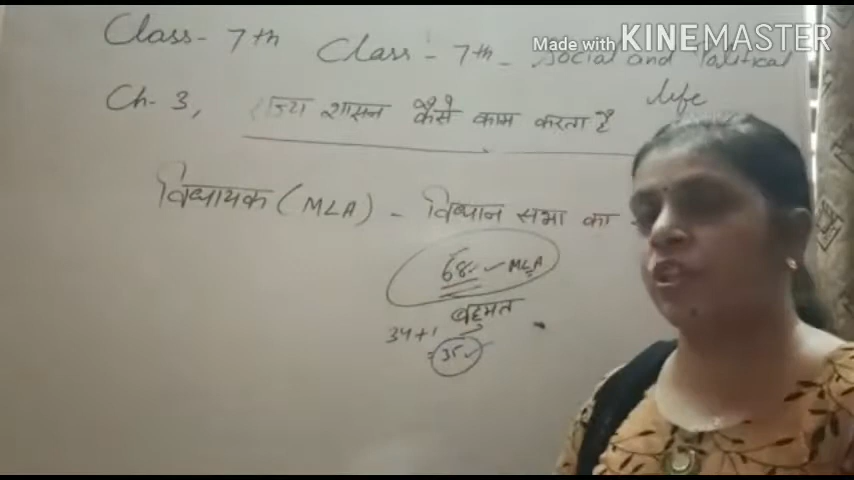 Made with KINEMASTER
Class - 7th
Class - 7th - Social and Political
life
Ch- 3, राज्य शासन कैसे काम करता है
विधायक (MLA) - विधान सभा का
68 MLA
बहुमत
34+1
= 35